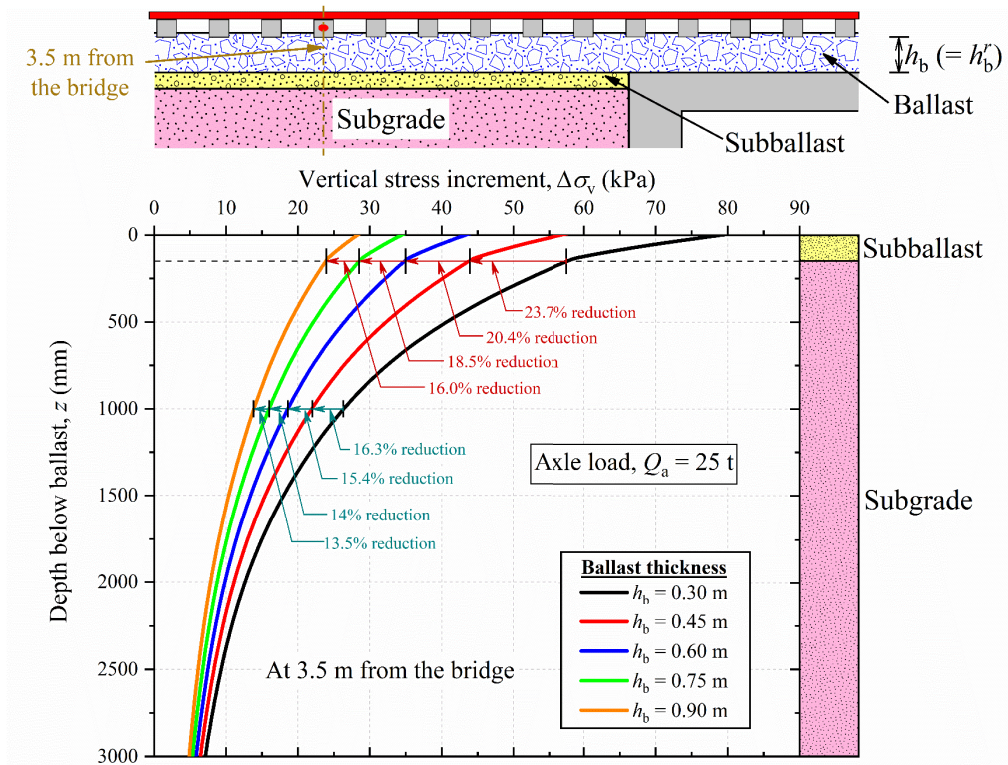 3.5 m from
the bridge
Subgrade
h_b (= h_b^r)
Ballast
Subballast
Vertical stress increment, Δσ_v (kPa)
0 10 20 30 40 50 60 70 80 90
Depth below ballast, z (mm)
0
500
1000
1500
2000
2500
3000
Subballast
Subgrade
23.7% reduction
20.4% reduction
18.5% reduction
16.0% reduction
16.3% reduction
15.4% reduction
14% reduction
13.5% reduction
Axle load, Q_a = 25 t
At 3.5 m from the bridge
Ballast thickness
h_b = 0.30 m
h_b = 0.45 m
h_b = 0.60 m
h_b = 0.75 m
h_b = 0.90 m